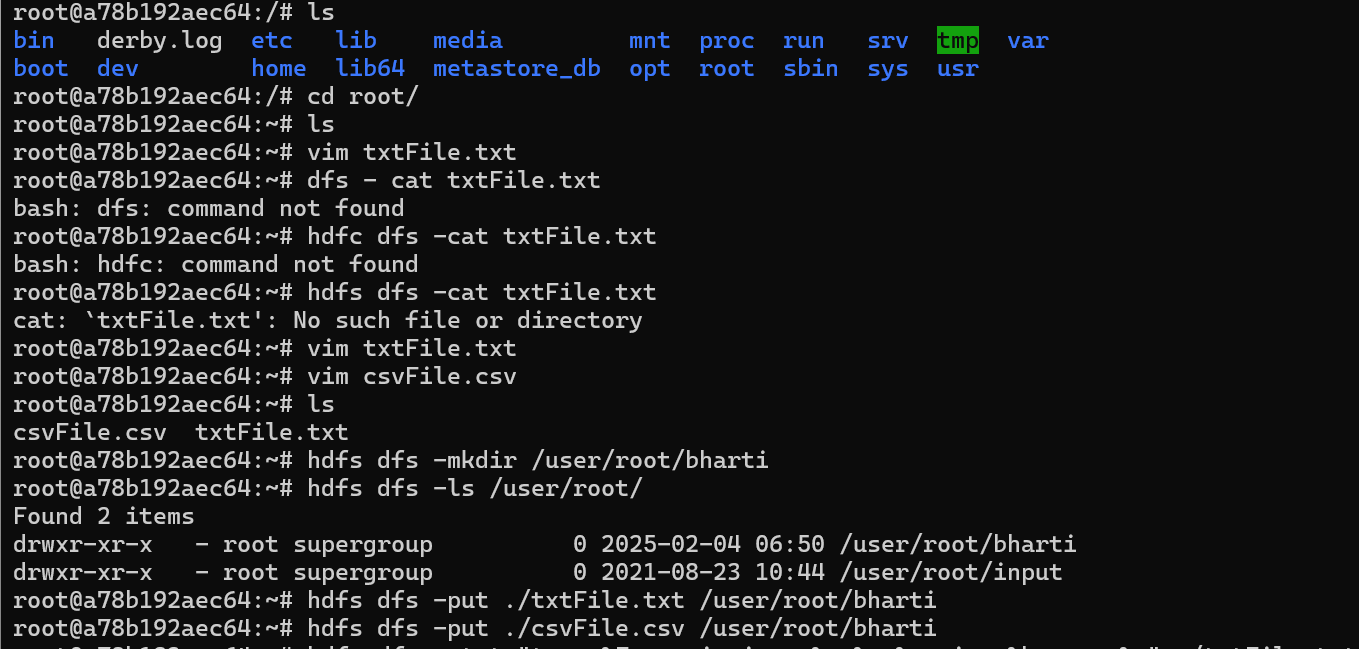 root@a78b192aec64:/# ls
bin   derby.log  etc   lib    media         mnt  proc  run   srv  tmp  var
boot  dev        home  lib64  metastore_db  opt  root  sbin  sys  usr
root@a78b192aec64:/# cd root/
root@a78b192aec64:~# ls
root@a78b192aec64:~# vim txtFile.txt
root@a78b192aec64:~# dfs - cat txtFile.txt
bash: dfs: command not found
root@a78b192aec64:~# hdfc dfs -cat txtFile.txt
bash: hdfc: command not found
root@a78b192aec64:~# hdfs dfs -cat txtFile.txt
cat: `txtFile.txt': No such file or directory
root@a78b192aec64:~# vim txtFile.txt
root@a78b192aec64:~# vim csvFile.csv
root@a78b192aec64:~# ls
csvFile.csv  txtFile.txt
root@a78b192aec64:~# hdfs dfs -mkdir /user/root/bharti
root@a78b192aec64:~# hdfs dfs -ls /user/root/
Found 2 items
drwxr-xr-x   - root supergroup          0 2025-02-04 06:50 /user/root/bharti
drwxr-xr-x   - root supergroup          0 2021-08-23 10:44 /user/root/input
root@a78b192aec64:~# hdfs dfs -put ./txtFile.txt /user/root/bharti
root@a78b192aec64:~# hdfs dfs -put ./csvFile.csv /user/root/bharti